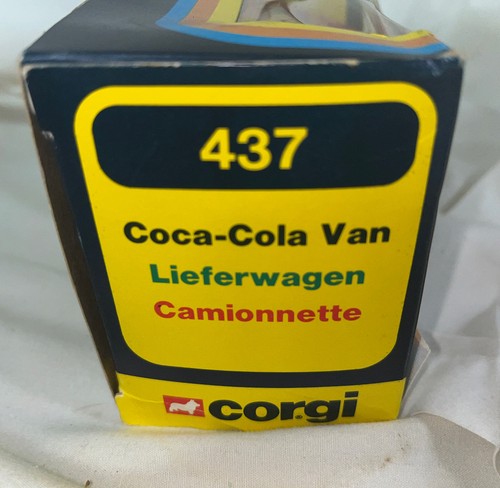 437
Coca-Cola Van
Lieferwagen
Camionnette
corgi